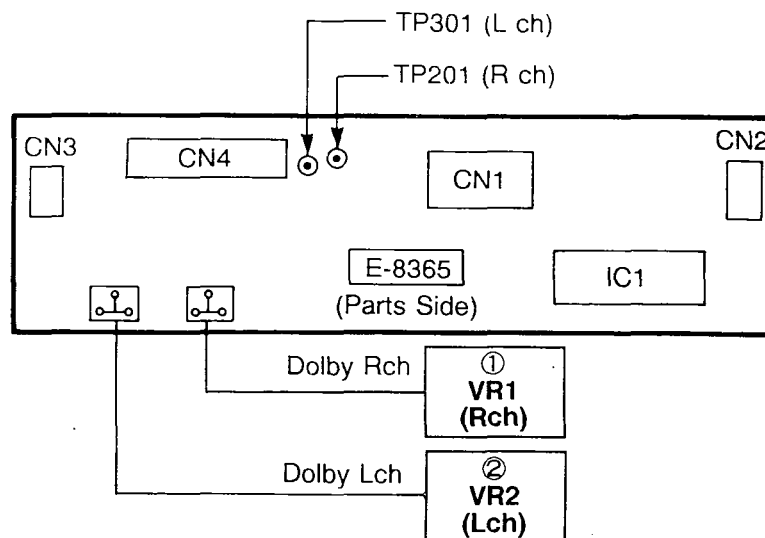 TP301 (L ch)
TP201 (R ch)
CN3
CN4
CN1
CN2
E-8365
(Parts Side)
IC1
Dolby Rch
①
VR1
(Rch)
Dolby Lch
②
VR2
(Lch)